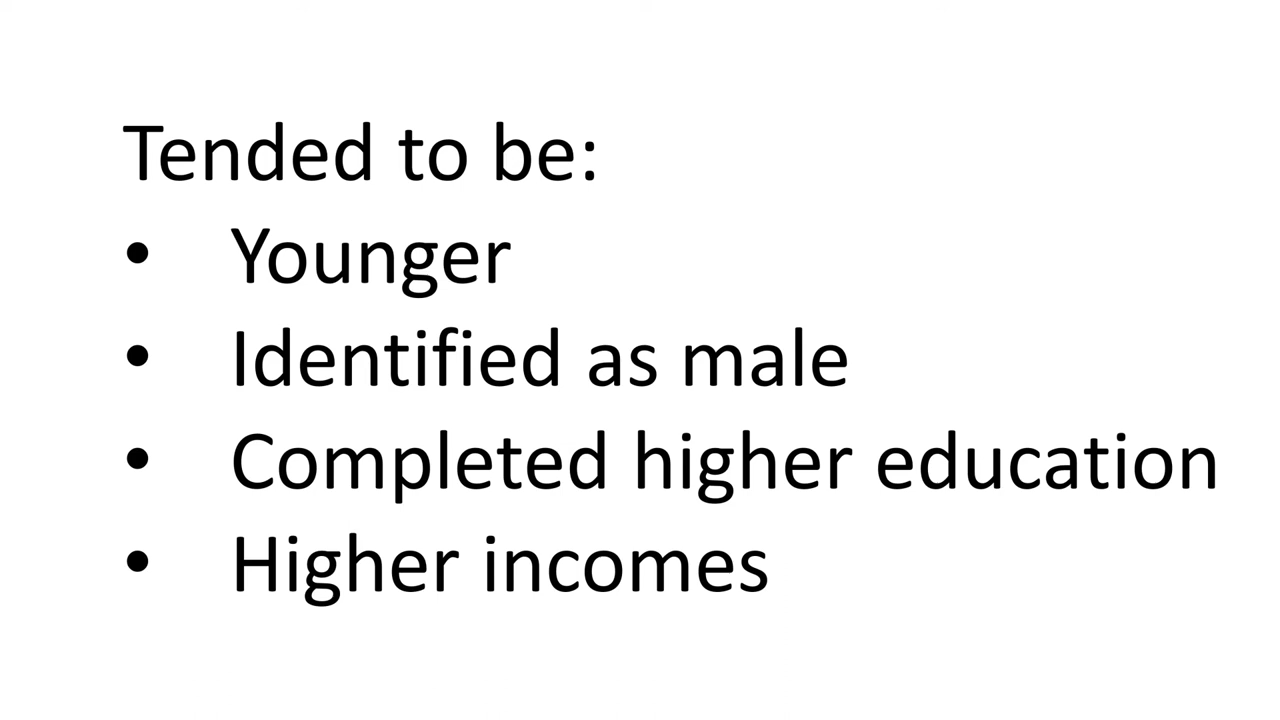 Tended to be:
• Younger
• Identified as male
• Completed higher education
• Higher incomes